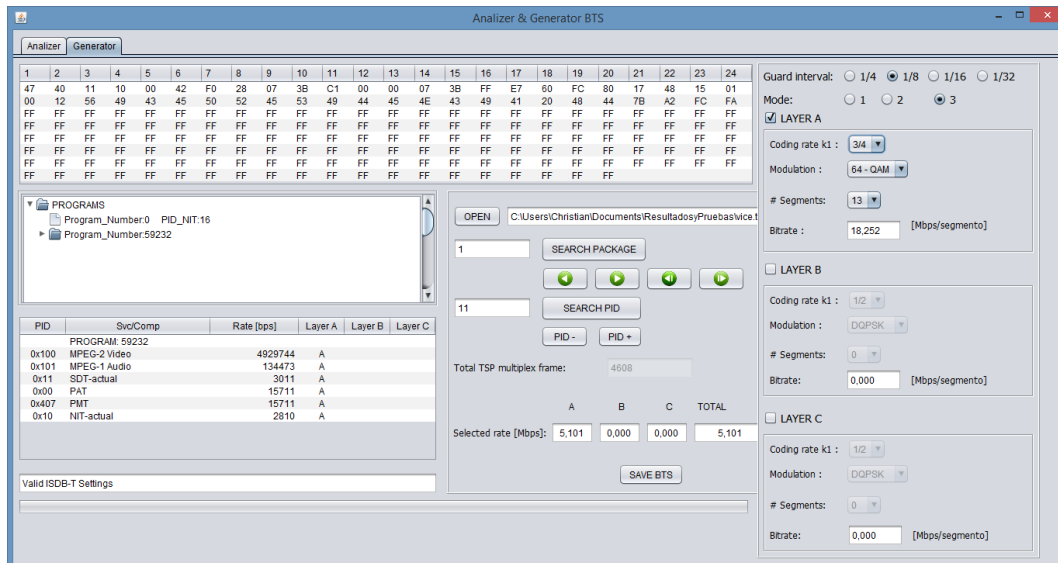 Analizer & Generator BTS
Analizer Generator
1 2 3 4 5 6 7 8 9 10 11 12 13 14 15 16 17 18 19 20 21 22 23 24
47 40 11 10 00 42 F0 28 07 3B C1 00 00 07 3B FF E7 60 FC 80 17 48 15 01
00 12 56 49 43 45 50 52 45 53 49 44 45 4E 43 49 41 20 48 44 7B A2 FC FA
FF FF FF FF FF FF FF FF FF FF FF FF FF FF FF FF FF FF FF FF FF FF FF FF
FF FF FF FF FF FF FF FF FF FF FF FF FF FF FF FF FF FF FF FF FF FF FF FF
FF FF FF FF FF FF FF FF FF FF FF FF FF FF FF FF FF FF FF FF FF FF FF FF
FF FF FF FF FF FF FF FF FF FF FF FF FF FF FF FF FF FF FF FF FF FF FF FF
FF FF FF FF FF FF FF FF FF FF FF FF FF FF FF FF FF FF FF FF FF FF FF FF
FF FF FF FF FF FF FF FF FF FF FF FF FF FF FF FF FF FF FF FF
PROGRAMS
Program_Number:0 PID_NIT:16
Program_Number:59232
PID Svc/Comp Rate [bps] Layer A Layer B Layer C
PROGRAM: 59232
0x100 MPEG-2 Video 4929744 A
0x101 MPEG-1 Audio 134473 A
0x11 SDT-actual 3011 A
0x00 PAT 15711 A
0x407 PMT 15711 A
0x10 NIT-actual 2810 A
Valid ISDB-T Settings
OPEN C:\Users\Christian\Documents\ResultadosyPruebas\vice.t
1 SEARCH PACKAGE
11 SEARCH PID
PID - PID +
Total TSP multiplex frame: 4608
A B C TOTAL
Selected rate [Mbps]: 5,101 0,000 0,000 5,101
SAVE BTS
Guard interval: 1/4 1/8 1/16 1/32
Mode: 1 2 3
LAYER A
Coding rate k1 : 3/4
Modulation : 64 - QAM
# Segments: 13
Bitrate : 18,252 [Mbps/segmento]
LAYER B
Coding rate k1 : 1/2
Modulation : DQPSK
# Segments: 0
Bitrate: 0,000 [Mbps/segmento]
LAYER C
Coding rate k1 : 1/2
Modulation : DQPSK
# Segments: 0
Bitrate: 0,000 [Mbps/segmento]